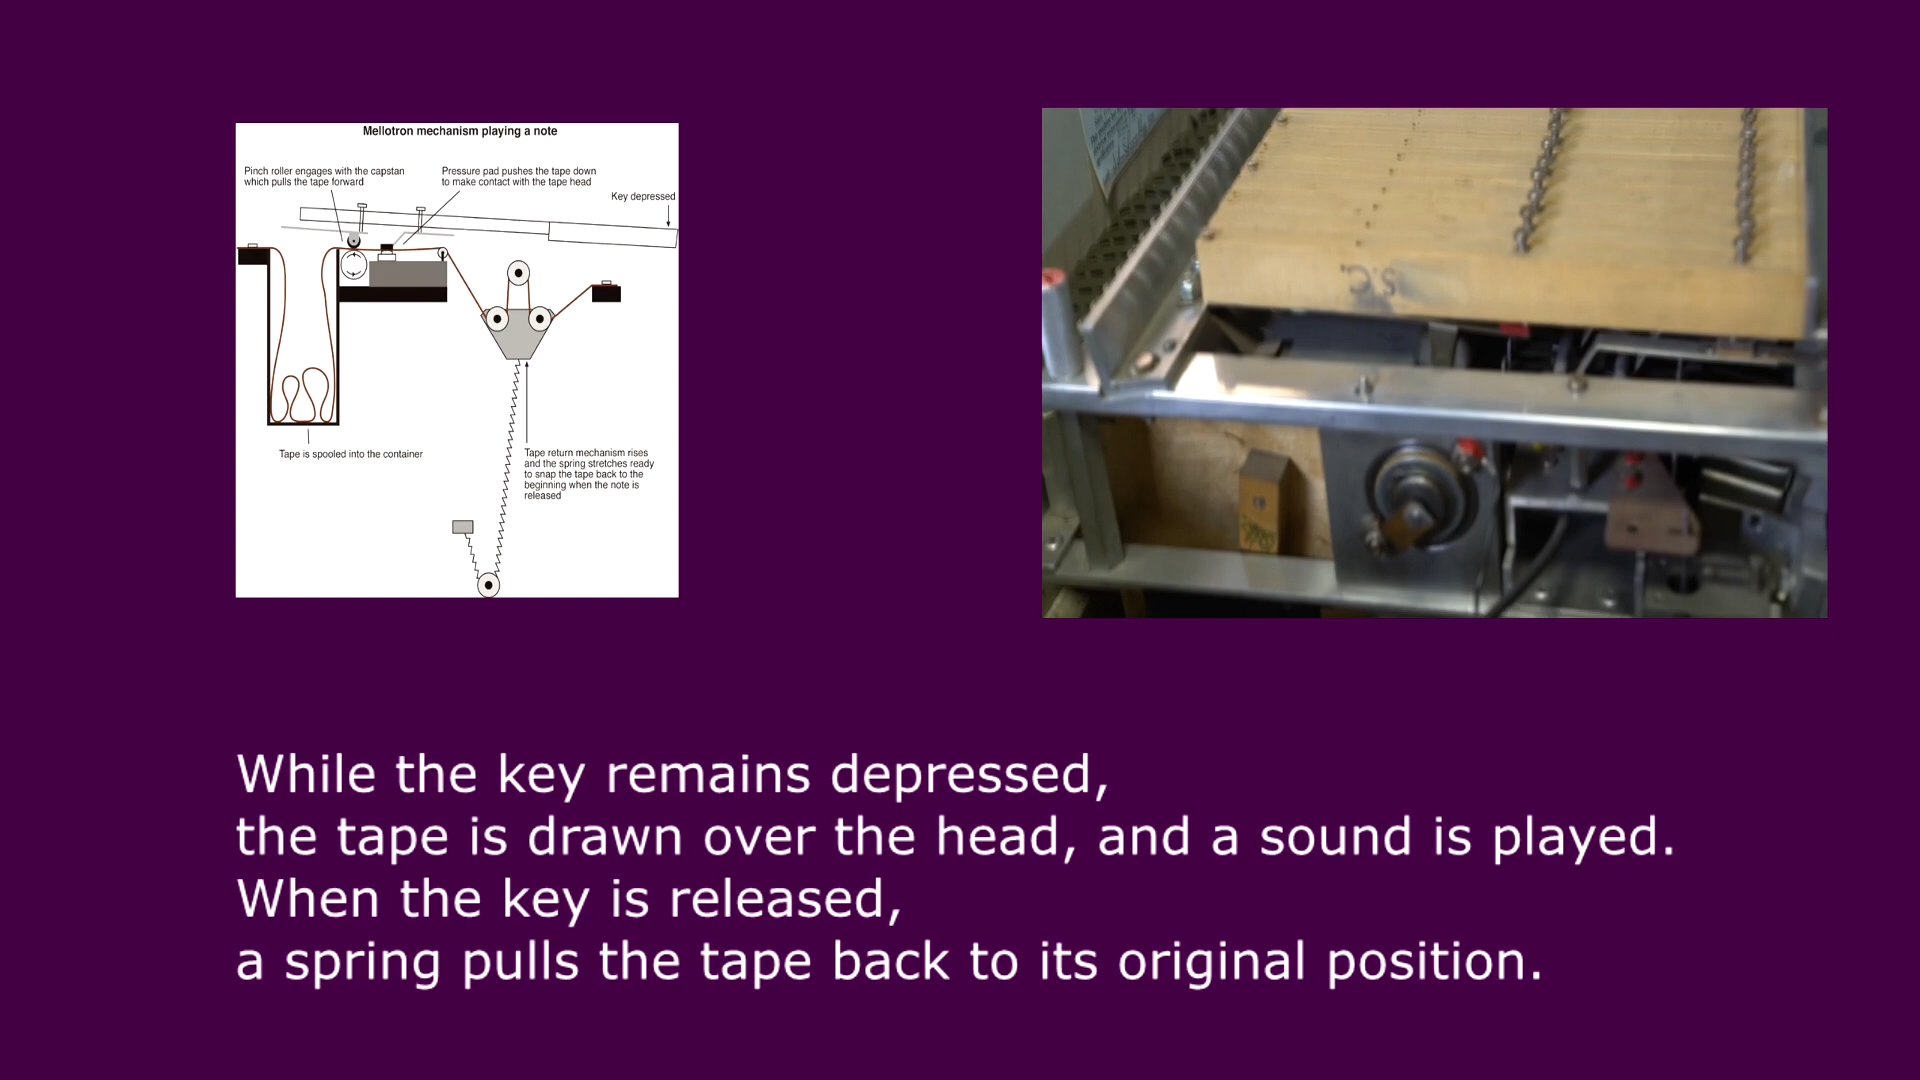 Mellotron mechanism playing a note
Pinch roller engages with the capstan
which pulls the tape forward
Pressure pad pushes the tape down
to make contact with the tape head
Key depressed
Tape is spooled into the container
Tape return mechanism rises
and the spring stretches ready
to snap the tape back to the
beginning when the note is
released
While the key remains depressed,
the tape is drawn over the head, and a sound is played.
When the key is released,
a spring pulls the tape back to its original position.